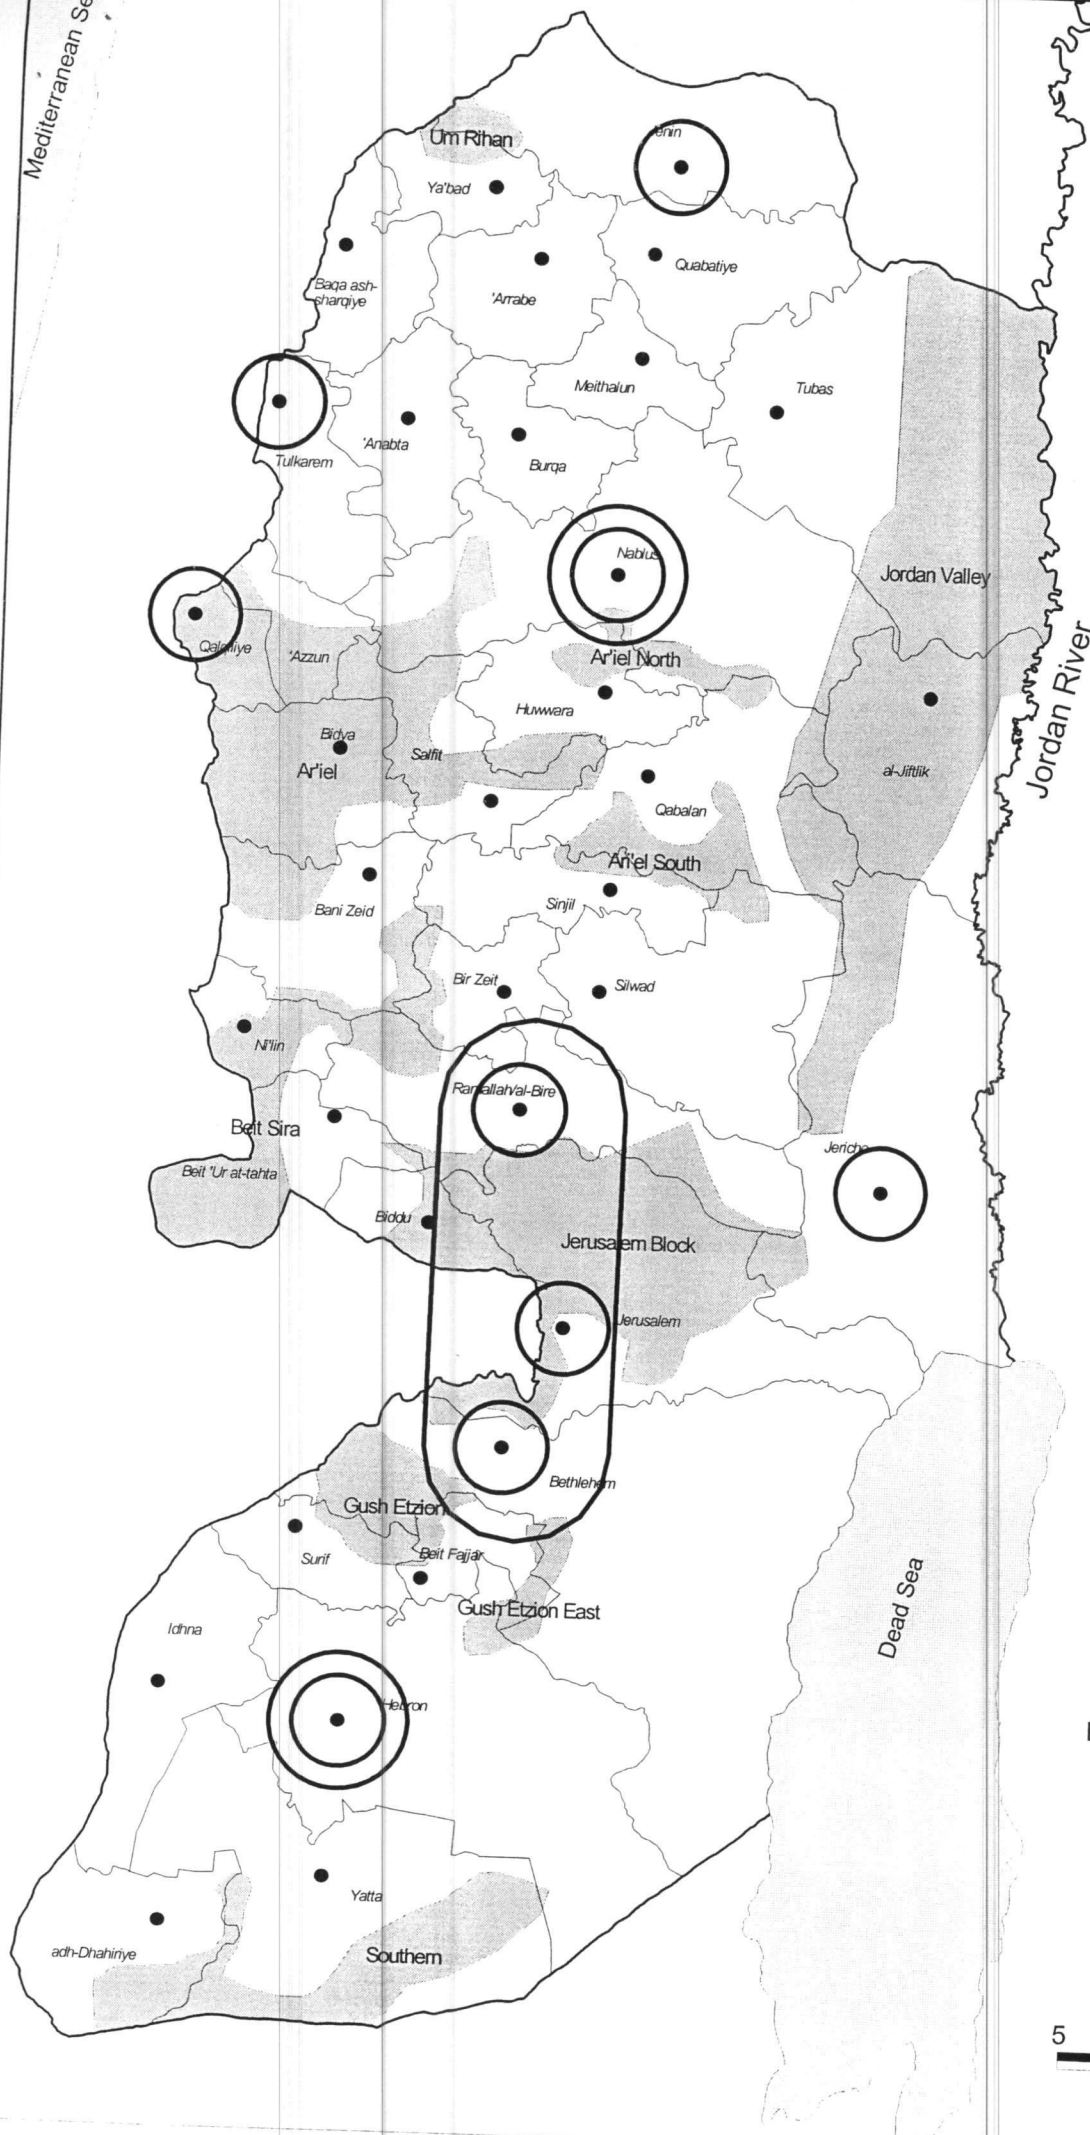 Mediterranean Se
Um Rihan
Jenin
Ya'bad
Quabatiye
Baqa ash-
sharqiye
'Arrabe
Meithalun
Tubas
'Anabta
Tulkarem
Burqa
Nablus
Jordan Valley
Jordan River
Qalqiliye
'Azzun
Ar'iel North
Huwwara
Bidya
Salfit
Ar'iel
al-Jiftlik
Qabalan
Ari'el South
Bani Zeid
Sinjil
Bir Zeit
Silwad
Ni'lin
Ramallah/al-Bire
Beit Sira
Jericho
Beit 'Ur at-tahta
Biddu
Jerusalem Block
Jerusalem
Bethlehem
Gush Etzion
Surif
Beit Fajjar
Gush Etzion East
Dead Sea
Idhna
Hebron
Yatta
adh-Dhahiriye
Southern
5